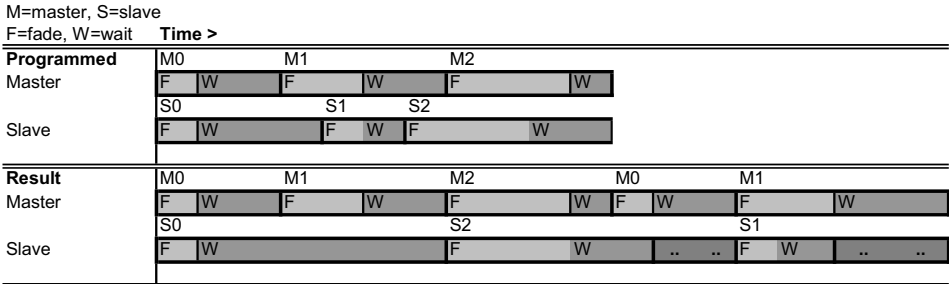 M=master, S=slave
F=fade, W=wait Time >
Programmed M0 M1 M2
Master F W F W F W
S0 S1 S2
Slave F W F W F W
Result M0 M1 M2 M0 M1
Master F W F W F W F W F W
S0 S2 S1
Slave F W F W .. .. F W .. ..